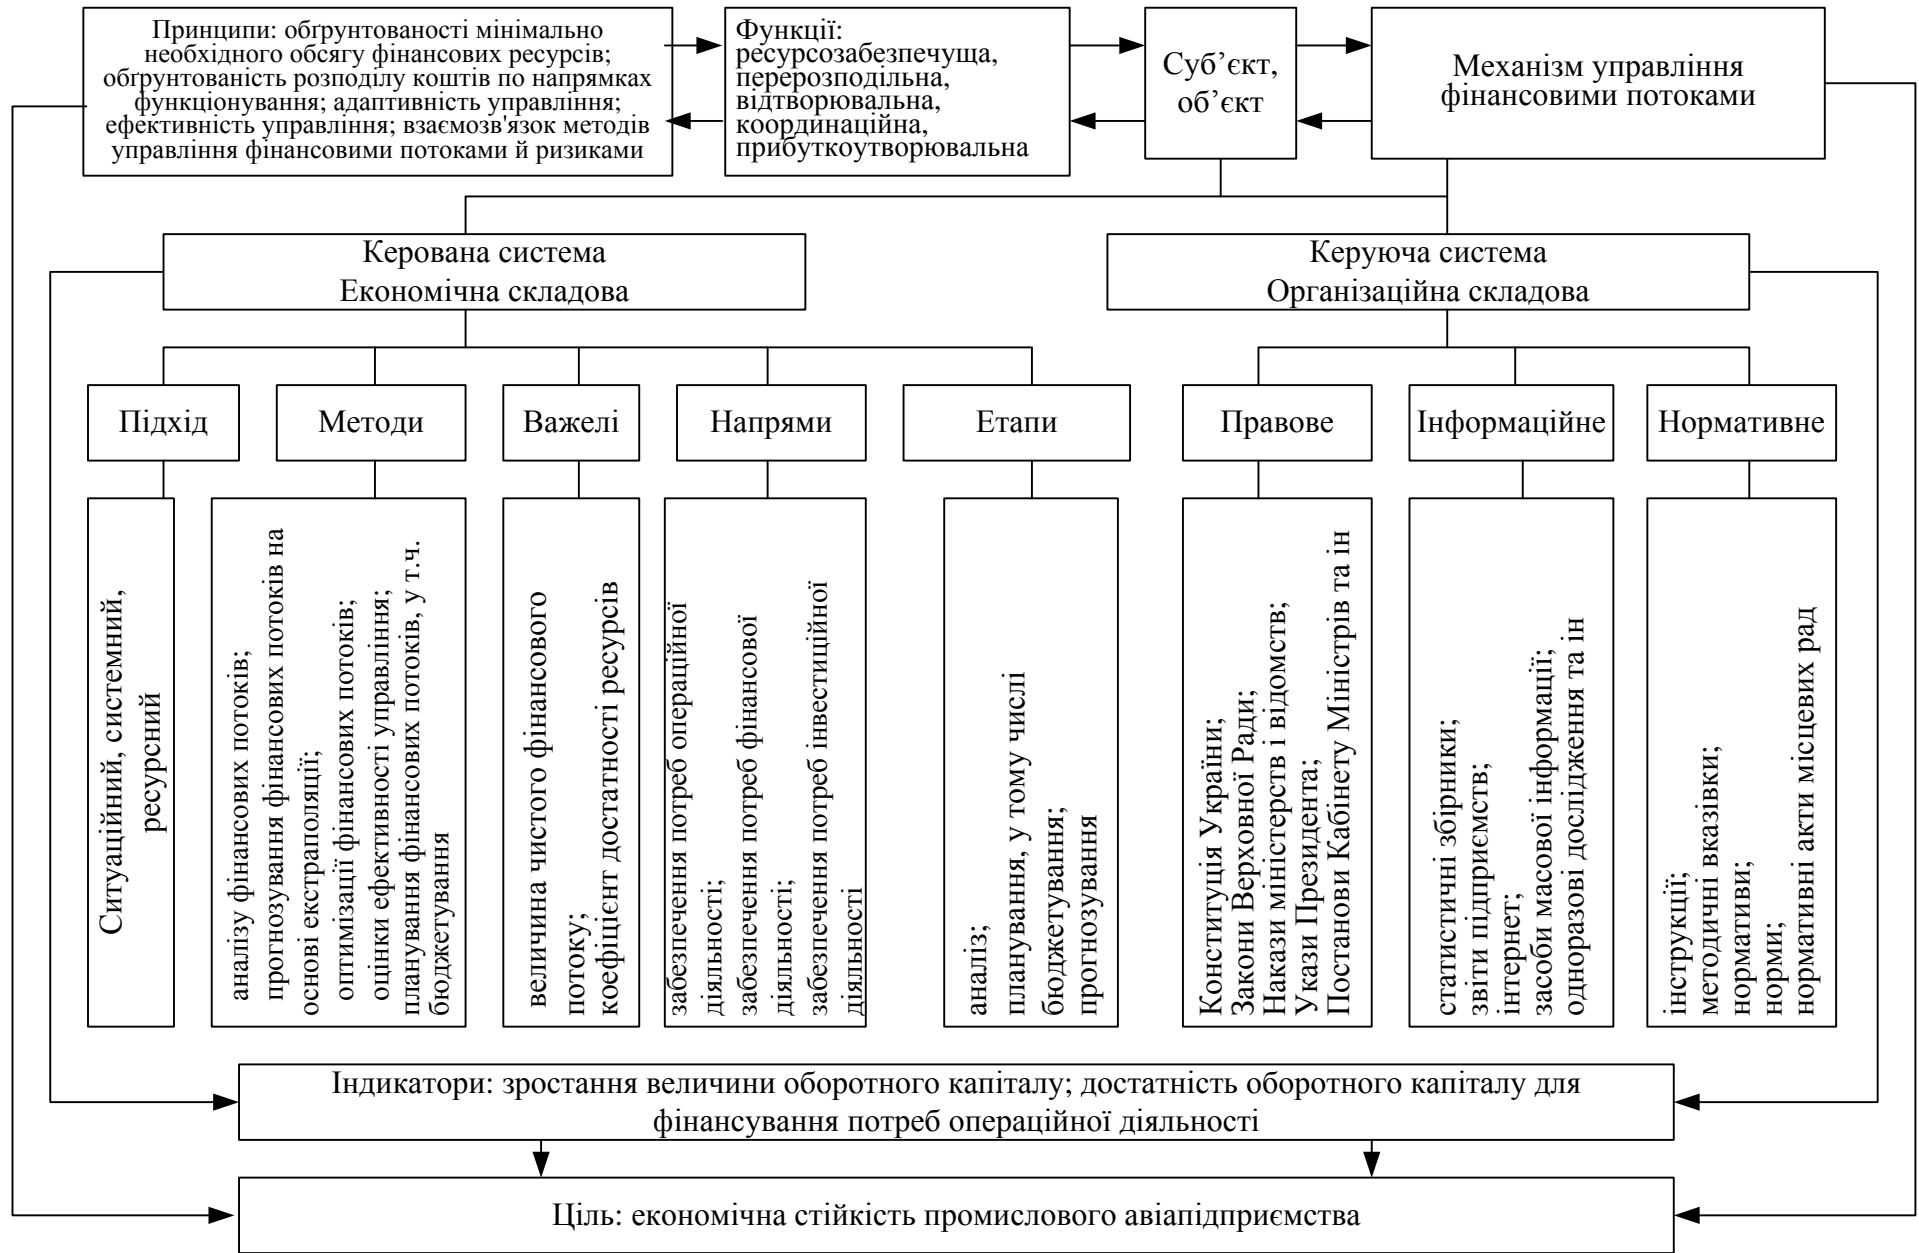 Принципи: обґрунтованості мінімально
необхідного обсягу фінансових ресурсів;
обґрунтованість розподілу коштів по напрямках
функціонування; адаптивність управління;
ефективність управління; взаємозв'язок методів
управління фінансовими потоками й ризиками
Функції:
ресурсозабезпечуща,
перерозподільна,
відтворювальна,
координаційна,
прибуткоутворювальна
Суб’єкт,
об’єкт
Механізм управління
фінансовими потоками
Керована система
Економічна складова
Керуюча система
Організаційна складова
Підхід
Методи
Важелі
Напрями
Етапи
Правове
Інформаційне
Нормативне
Ситуаційний, системний,
ресурсний
аналізу фінансових потоків;
прогнозування фінансових потоків на
основі екстраполяції;
оптимізації фінансових потоків;
оцінки ефективності управління;
планування фінансових потоків, у т.ч.
бюджетування
величина чистого фінансового
потоку;
коефіцієнт достатності ресурсів
забезпечення потреб операційної
діяльності;
забезпечення потреб фінансової
діяльності;
забезпечення потреб інвестиційної
діяльності
аналіз;
планування, у тому числі
бюджетування;
прогнозування
Конституція України;
Закони Верховної Ради;
Накази міністерств і відомств;
Укази Президента;
Постанови Кабінету Міністрів та ін
статистичні збірники;
звіти підприємств;
інтернет;
засоби масової інформації;
одноразові дослідження та ін
інструкції;
методичні вказівки;
нормативи;
норми;
нормативні акти місцевих рад
Індикатори: зростання величини оборотного капіталу; достатність оборотного капіталу для
фінансування потреб операційної діяльності
Ціль: економічна стійкість промислового авіапідприємства